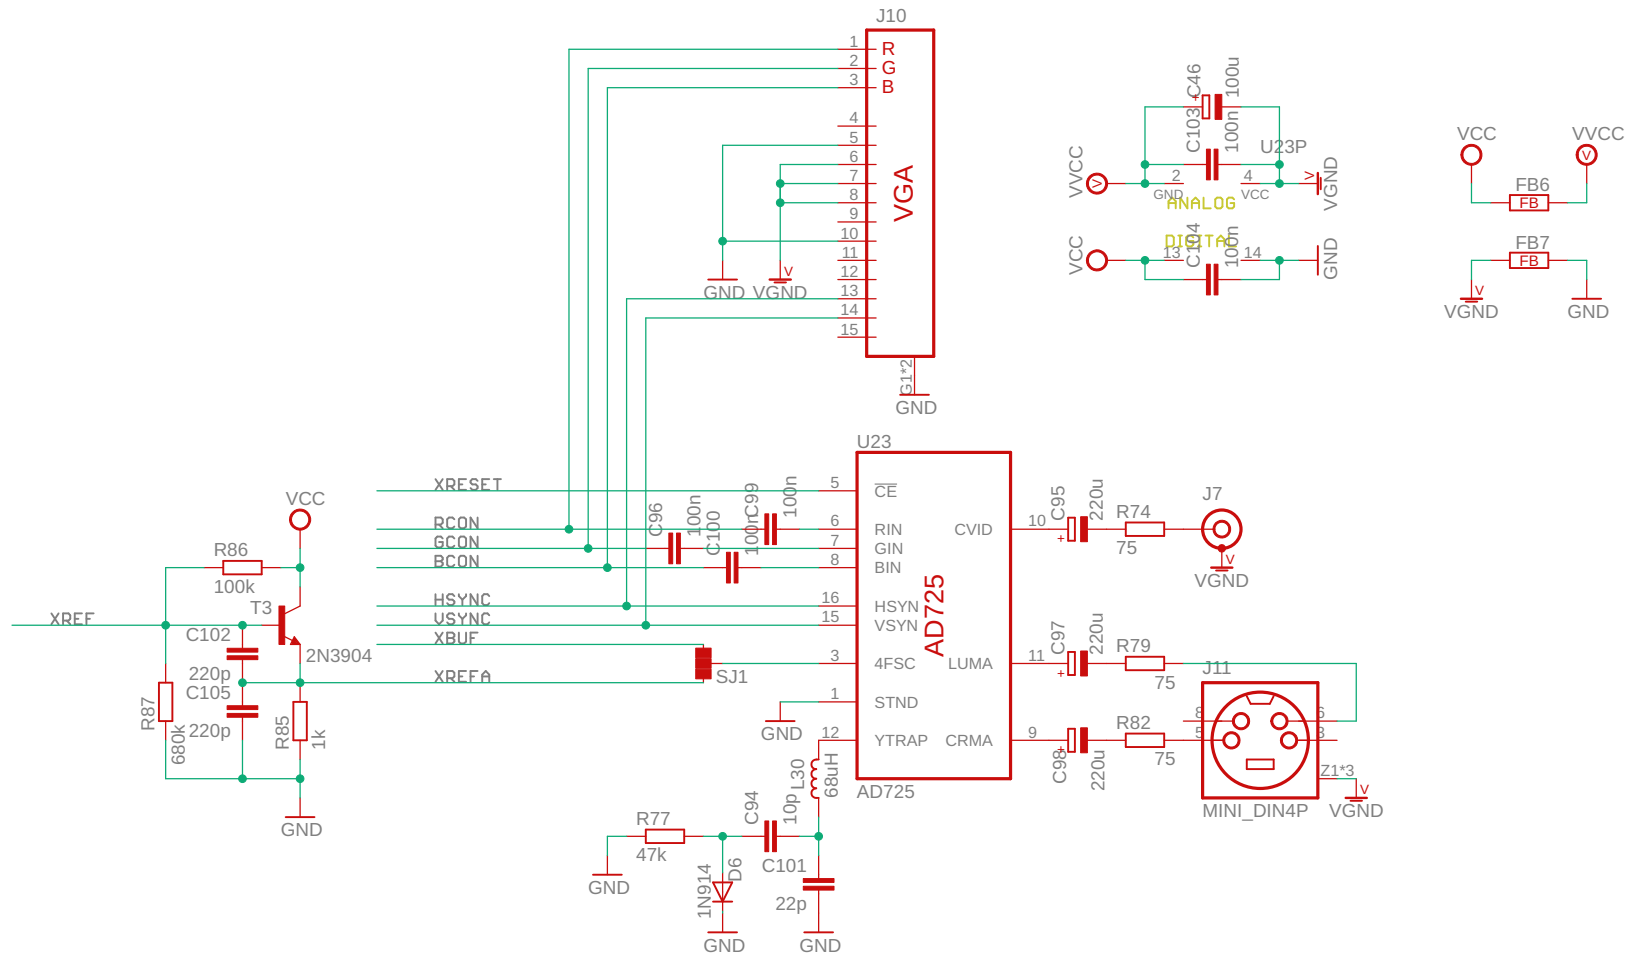 J10
1 R
2 G
3 B
4
5
6
7
8
9
10
11
12
13
14
15
VGA
G1*2
GND
GND
V
VGND
C46
100u
+
C103
100n
U23P
VVCC
V
2
GND
4
VCC
V
VGND
ANALOG
DIGITAL
VCC
13
C104
100n
14
GND
VCC
VVCC
V
FB6
FB
FB7
FB
V
VGND
GND
U23
XRESET
RCON
GCON
BCON
HSYNC
VSYNC
XBUF
XREFA
C96
100n
C100
100n
C99
100n
5 CE
6 RIN
7 GIN
8 BIN
16 HSYN
15 VSYN
3 4FSC
1 STND
12 YTRAP
AD725
CVID 10
LUMA 11
CRMA 9
AD725
SJ1
GND
VCC
R86
100k
T3
2N3904
XREF
C102
220p
C105
220p
R87
680k
R85
1k
GND
L30
68uH
C94
10p
R77
47k
GND
D6
1N914
GND
C101
22p
GND
C95
220u
+
R74
75
J7
V
VGND
C97
220u
+
R79
75
C98
220u
+
R82
75
J11
8
5
6
3
Z1*3
MINI_DIN4P
V
VGND